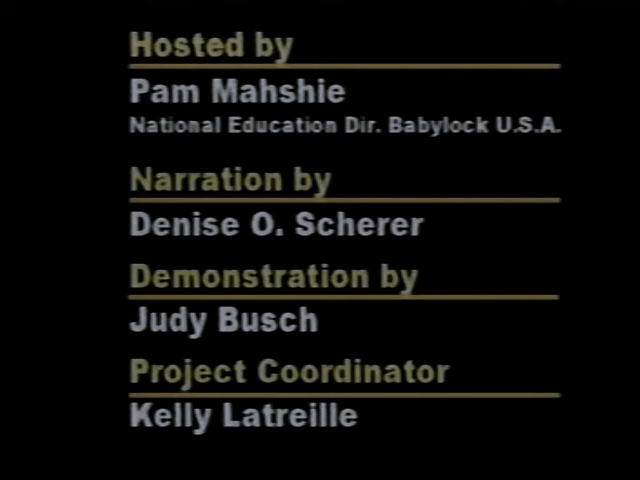 Hosted by
Pam Mahshie
National Education Dir. Babylock U.S.A.
Narration by
Denise O. Scherer
Demonstration by
Judy Busch
Project Coordinator
Kelly Latreille